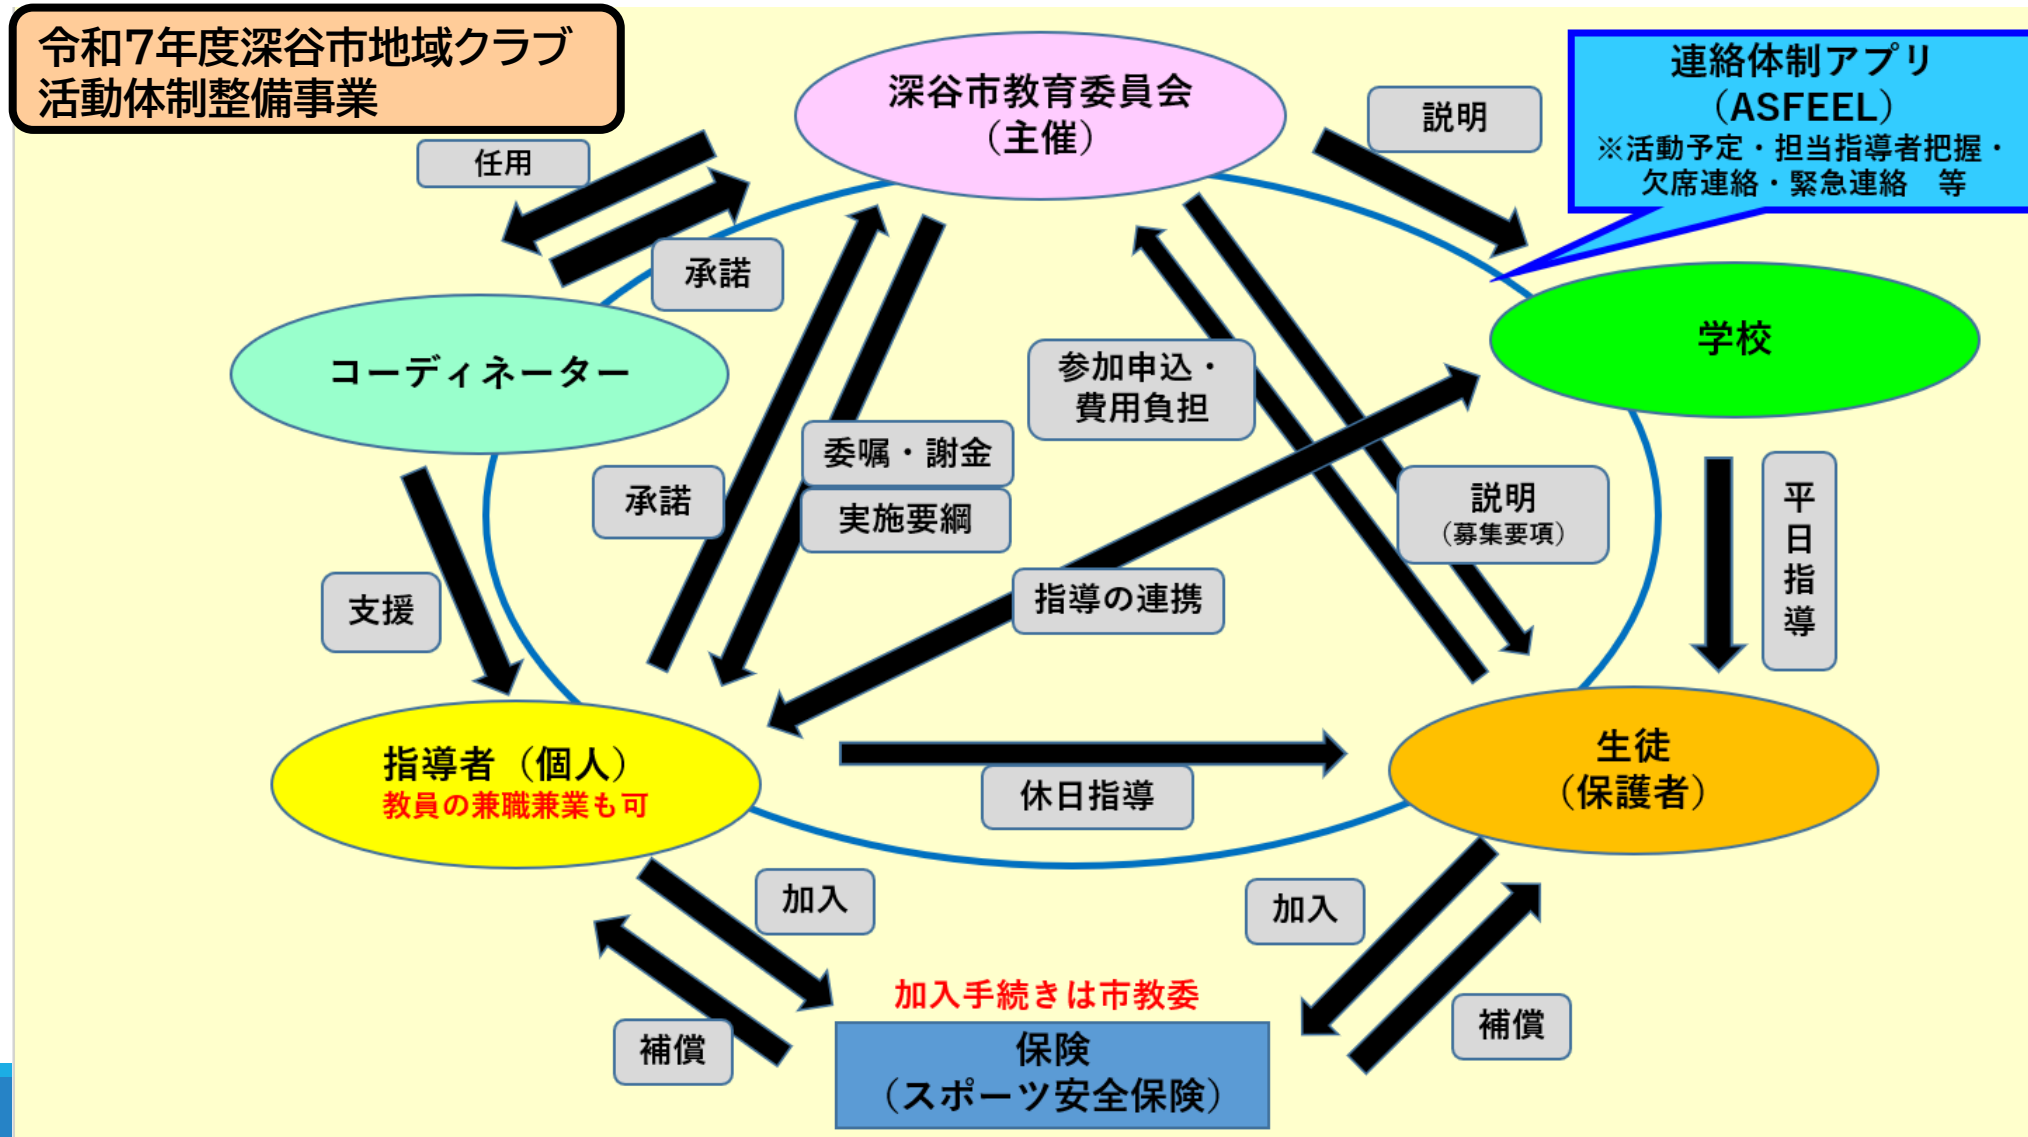 令和7年度深谷市地域クラブ
活動体制整備事業
深谷市教育委員会
（主催）
説明
連絡体制アプリ
（ASFEEL）
※活動予定・担当指導者把握・
欠席連絡・緊急連絡　等
任用
承諾
コーディネーター
学校
参加申込・
費用負担
委嘱・謝金
実施要綱
承諾
説明
（募集要項）
平
日
指
導
支援
指導の連携
指導者（個人）
教員の兼職兼業も可
休日指導
生徒
（保護者）
加入
加入
補償
補償
加入手続きは市教委
保険
（スポーツ安全保険）